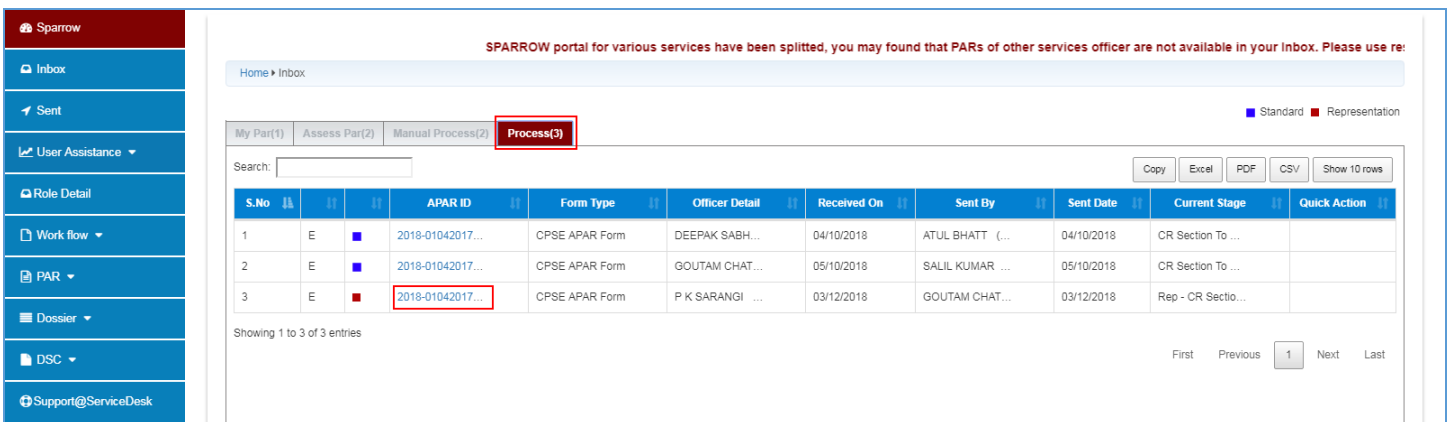 Sparrow
Inbox
Sent
User Assistance
Role Detail
Work flow
PAR
Dossier
DSC
Support@ServiceDesk
SPARROW portal for various services have been splitted, you may found that PARs of other services officer are not available in your Inbox. Please use re
Home Inbox
Standard Representation
My Par(1) Assess Par(2) Manual Process(2) Process(3)
Search: Copy Excel PDF CSV Show 10 rows
S.No APAR ID Form Type Officer Detail Received On Sent By Sent Date Current Stage Quick Action
1 E 2018-01042017... CPSE APAR Form DEEPAK SABH... 04/10/2018 ATUL BHATT (... 04/10/2018 CR Section To ...
2 E 2018-01042017... CPSE APAR Form GOUTAM CHAT... 05/10/2018 SALIL KUMAR ... 05/10/2018 CR Section To ...
3 E 2018-01042017... CPSE APAR Form P K SARANGI ... 03/12/2018 GOUTAM CHAT... 03/12/2018 Rep - CR Sectio...
Showing 1 to 3 of 3 entries
First Previous 1 Next Last